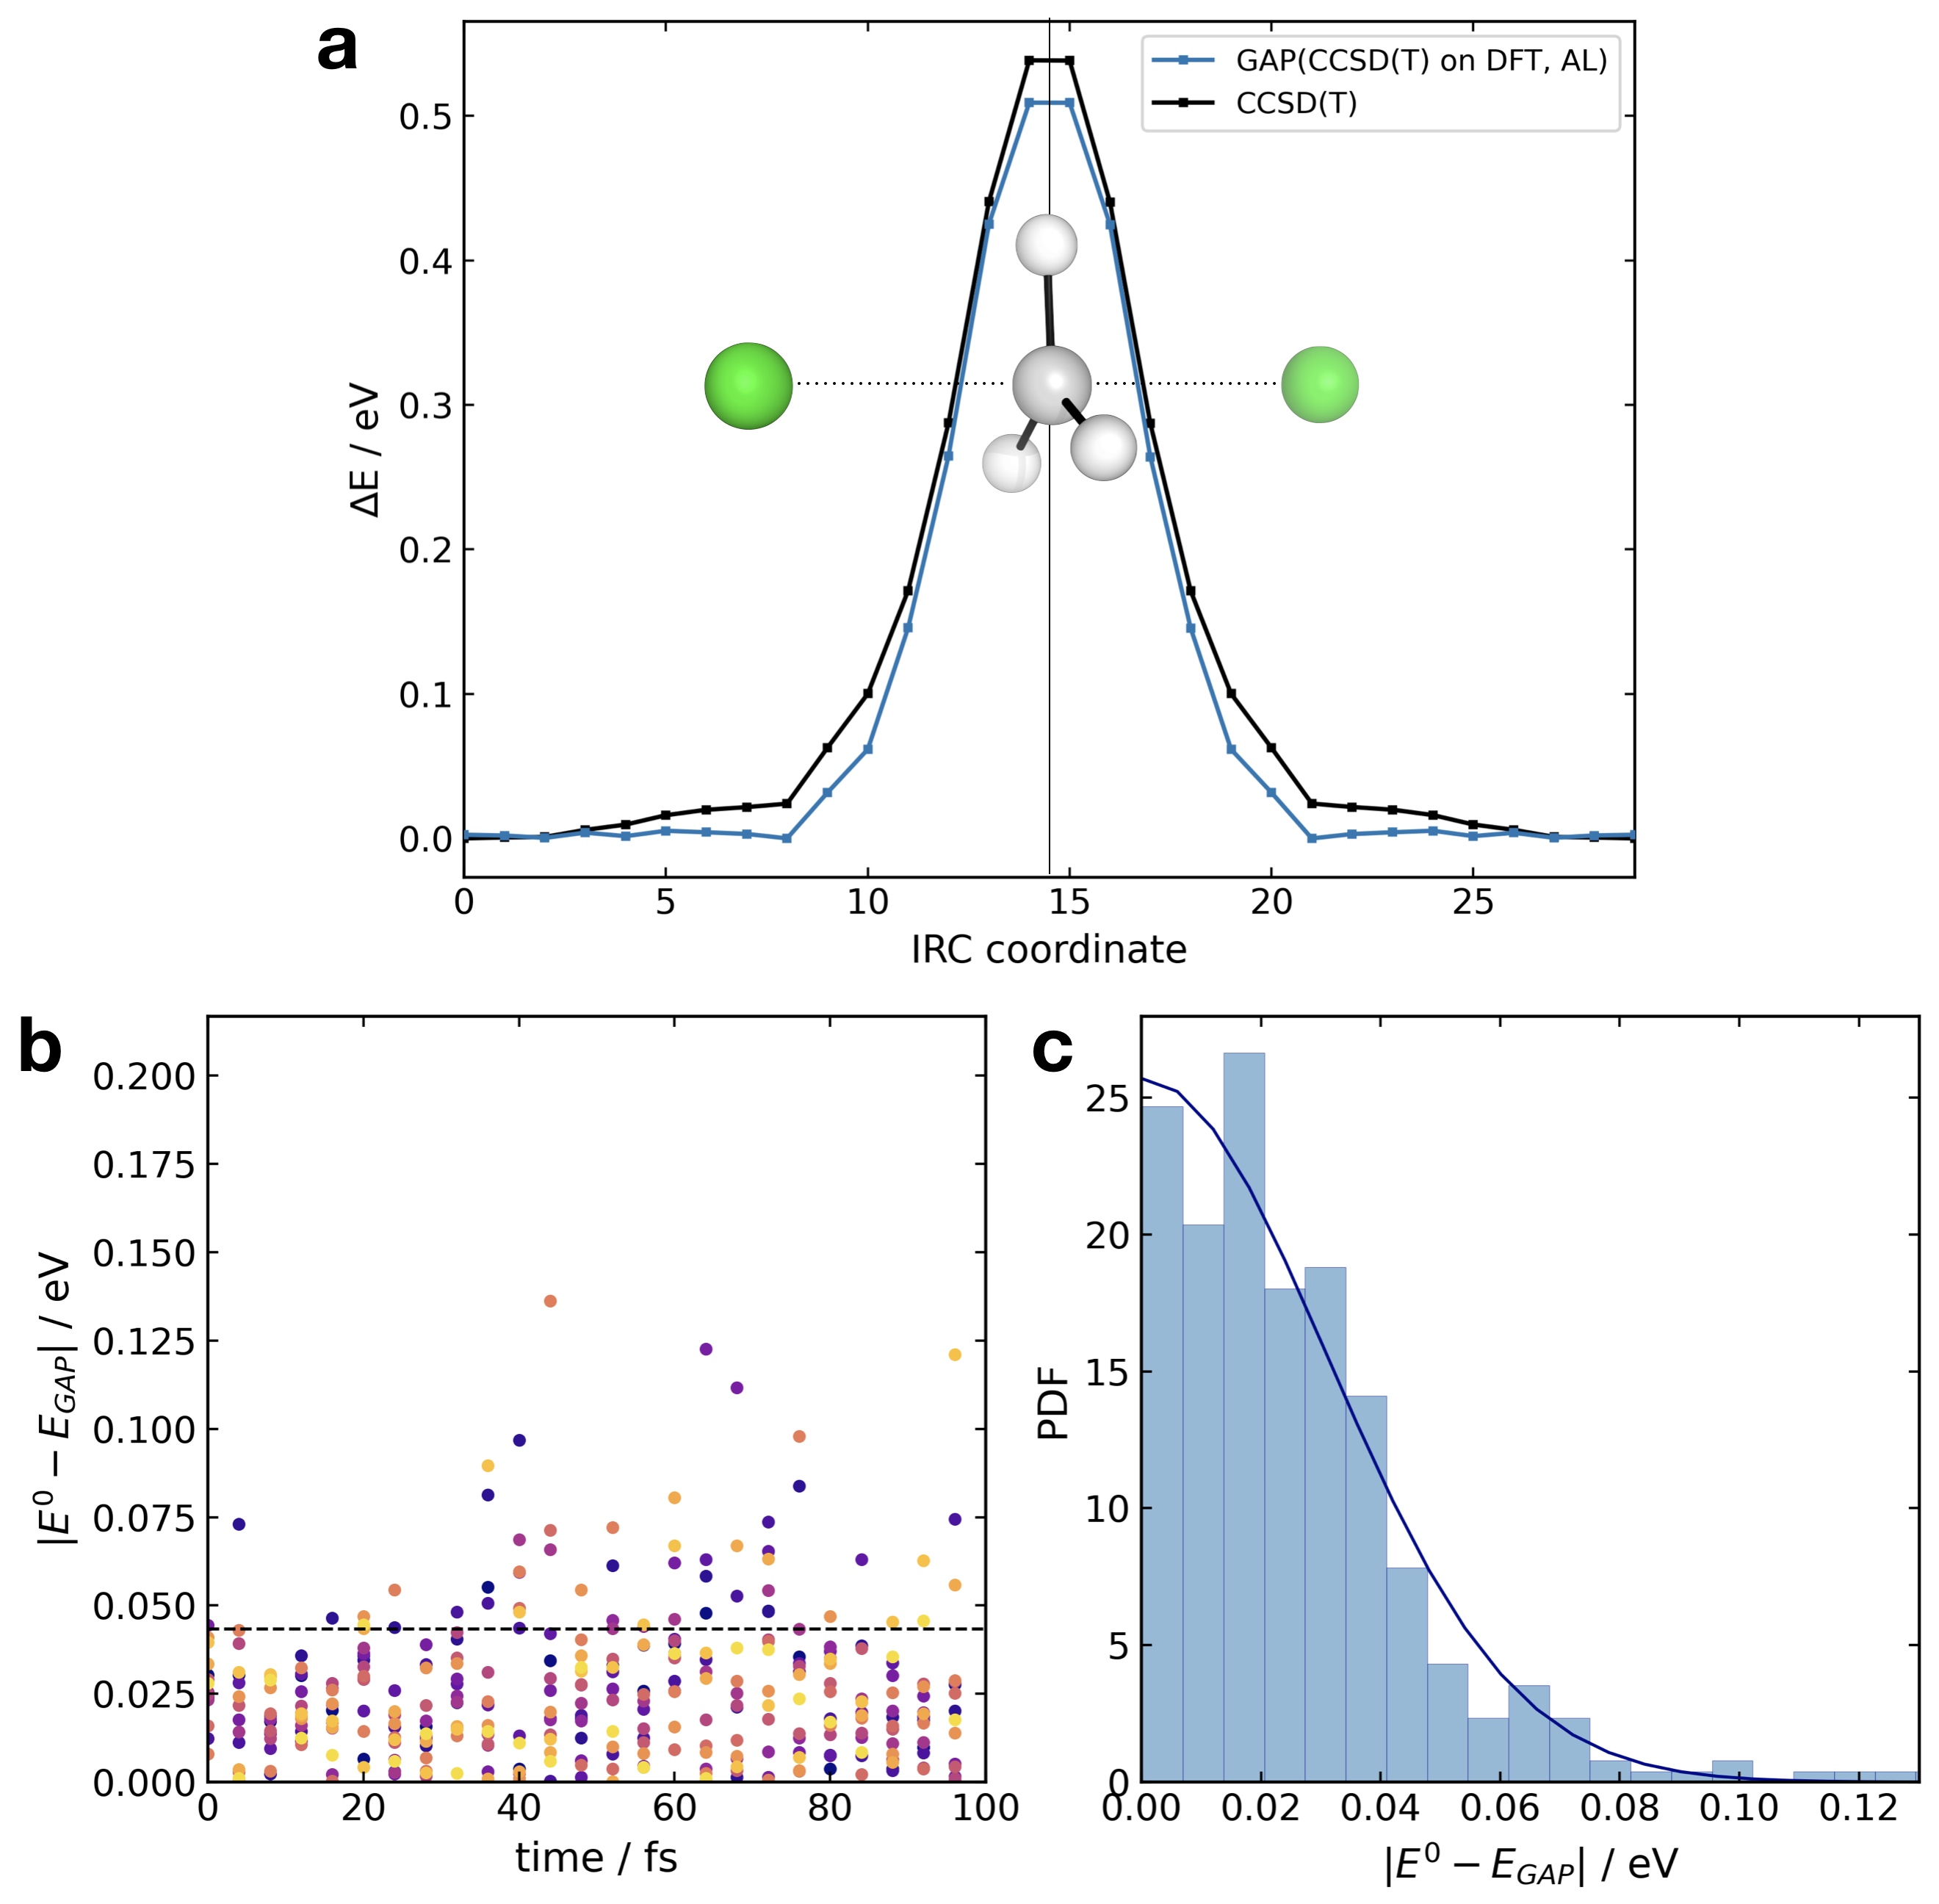 a
GAP(CCSD(T) on DFT, AL)
CCSD(T)
0.5
0.4
0.3
0.2
0.1
0.0
ΔE / eV
0 5 10 15 20 25
IRC coordinate
b
0.200
0.175
0.150
0.125
0.100
0.075
0.050
0.025
0.000
|E⁰ − E_GAP| / eV
0 20 40 60 80 100
time / fs
c
25
20
15
10
5
0
PDF
0.00 0.02 0.04 0.06 0.08 0.10 0.12
|E⁰ − E_GAP| / eV